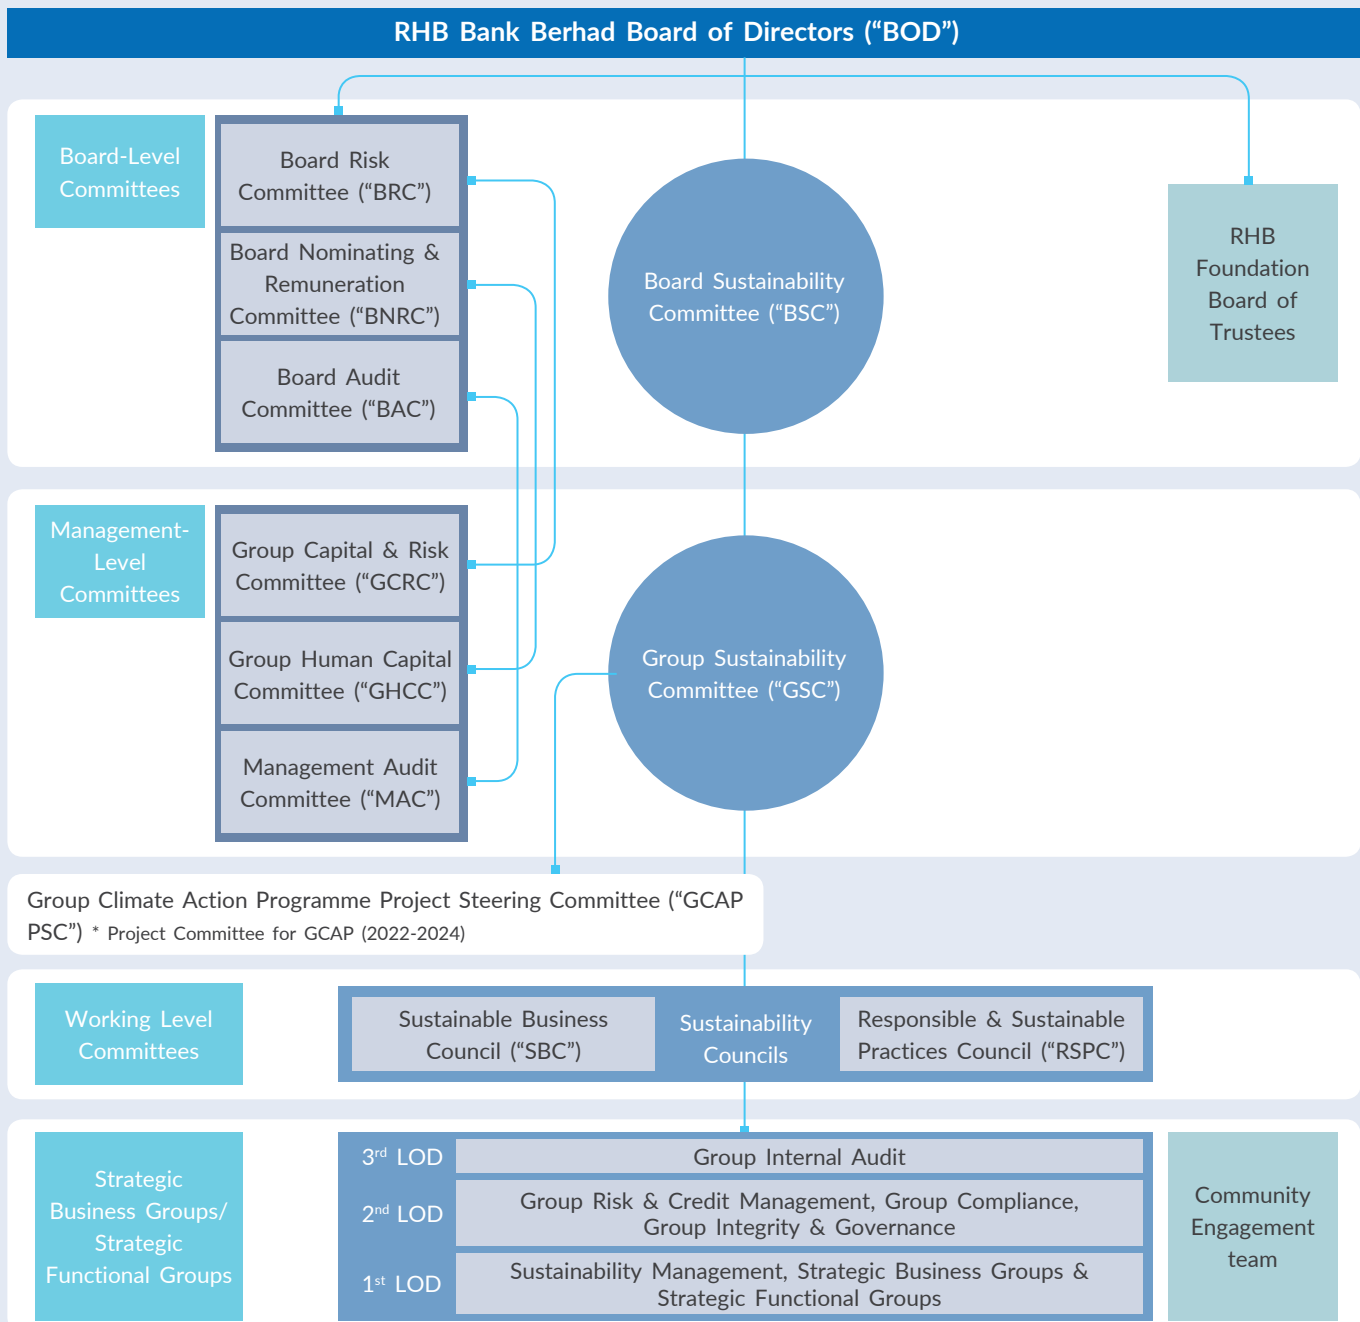 RHB Bank Berhad Board of Directors (“BOD”)
Board-Level
Committees
Board Risk
Committee (“BRC”)
Board Nominating &
Remuneration
Committee (“BNRC”)
Board Audit
Committee (“BAC”)
Board Sustainability
Committee (“BSC”)
RHB
Foundation
Board of
Trustees
Management-
Level
Committees
Group Capital & Risk
Committee (“GCRC”)
Group Human Capital
Committee (“GHCC”)
Management Audit
Committee (“MAC”)
Group Sustainability
Committee (“GSC”)
Group Climate Action Programme Project Steering Committee (“GCAP
PSC”) * Project Committee for GCAP (2022-2024)
Working Level
Committees
Sustainable Business
Council (“SBC”)
Sustainability
Councils
Responsible & Sustainable
Practices Council (“RSPC”)
Strategic
Business Groups/
Strategic
Functional Groups
3rd LOD
Group Internal Audit
2nd LOD
Group Risk & Credit Management, Group Compliance,
Group Integrity & Governance
1st LOD
Sustainability Management, Strategic Business Groups &
Strategic Functional Groups
Community
Engagement
team